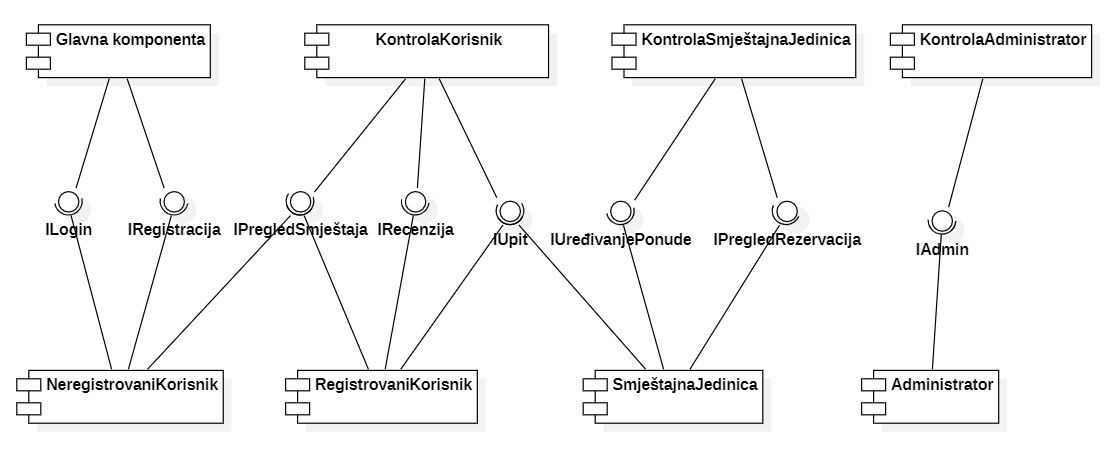 Glavna komponenta
KontrolaKorisnik
KontrolaSmještajnaJedinica
KontrolaAdministrator
ILogin
IRegistracija
IPregledSmještaja
IRecenzija
IUpit
IUređivanjePonude
IPregledRezervacija
IAdmin
NeregistrovaniKorisnik
RegistrovaniKorisnik
SmještajnaJedinica
Administrator